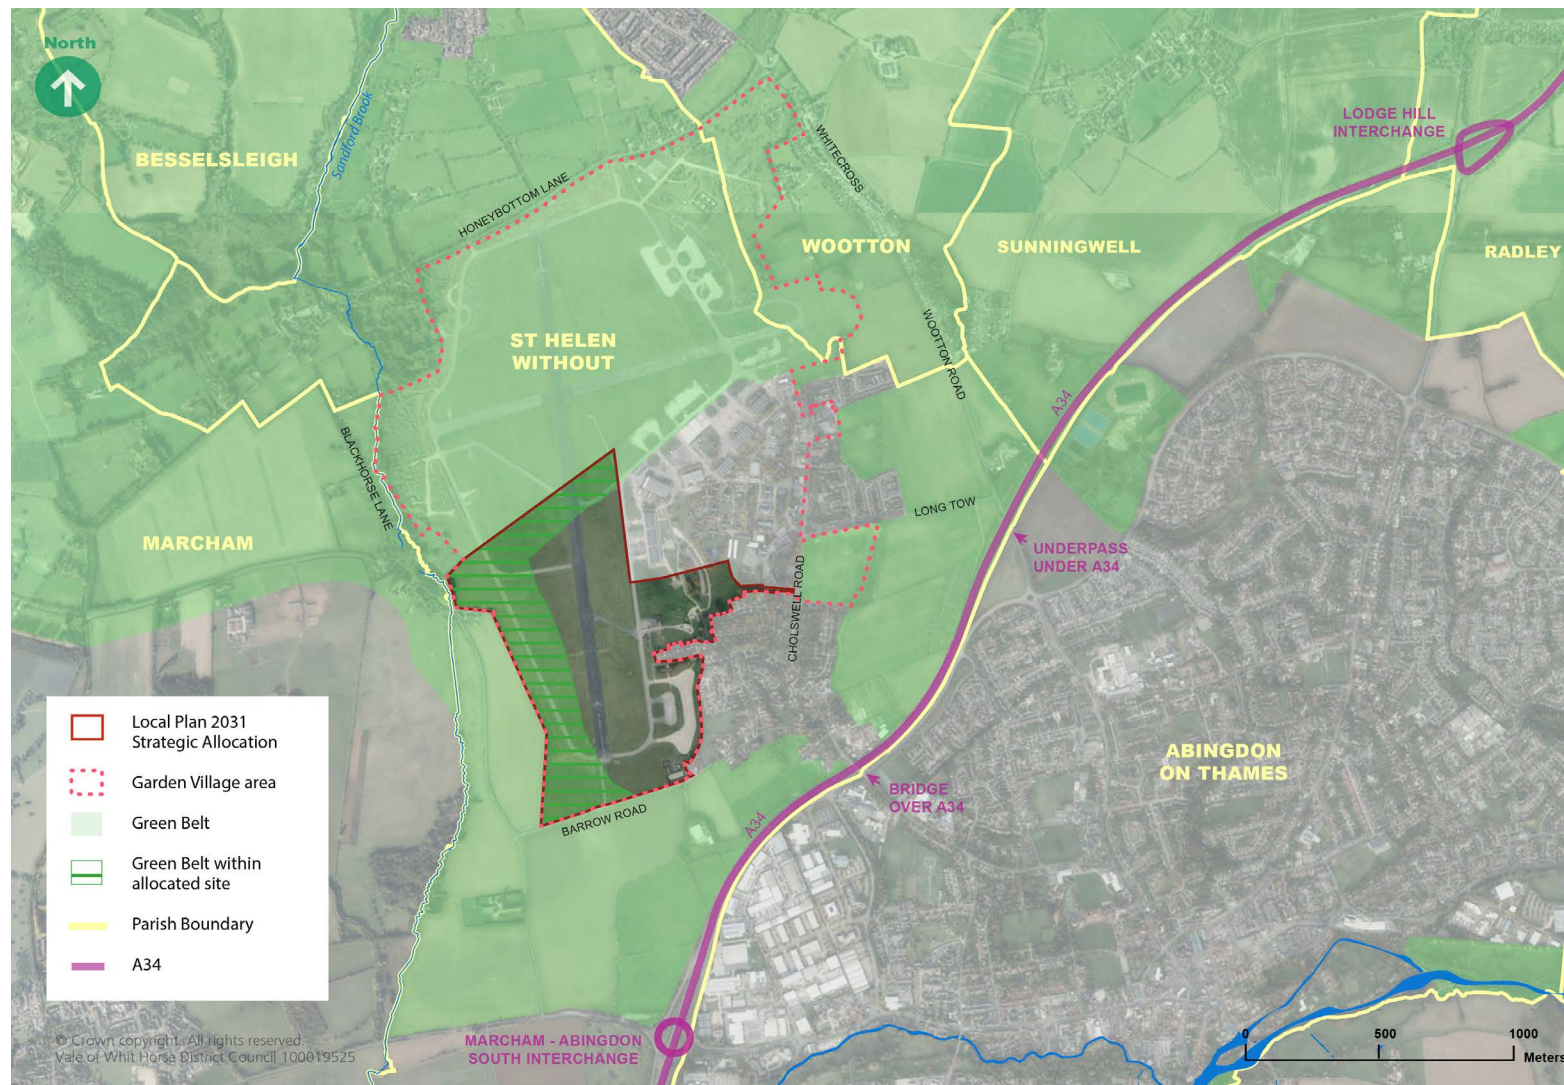 North
Sandford Brook
BESSELSLEIGH
LODGE HILL
INTERCHANGE
WHITECROSS
HONEYBOTTOM LANE
WOOTTON
SUNNINGWELL
RADLEY
ST HELEN
WITHOUT
WOOTTON ROAD
A34
BLACKHORSE LANE
LONG TOW
MARCHAM
UNDERPASS
UNDER A34
CHOLSWELL ROAD
Local Plan 2031
Strategic Allocation
Garden Village area
Green Belt
Green Belt within
allocated site
Parish Boundary
A34
ABINGDON
ON THAMES
BRIDGE
OVER A34
BARROW ROAD
A34
MARCHAM - ABINGDON
SOUTH INTERCHANGE
© Crown copyright. All rights reserved.
Vale of Whit Horse District Council 100019525
0 500 1000
Meters